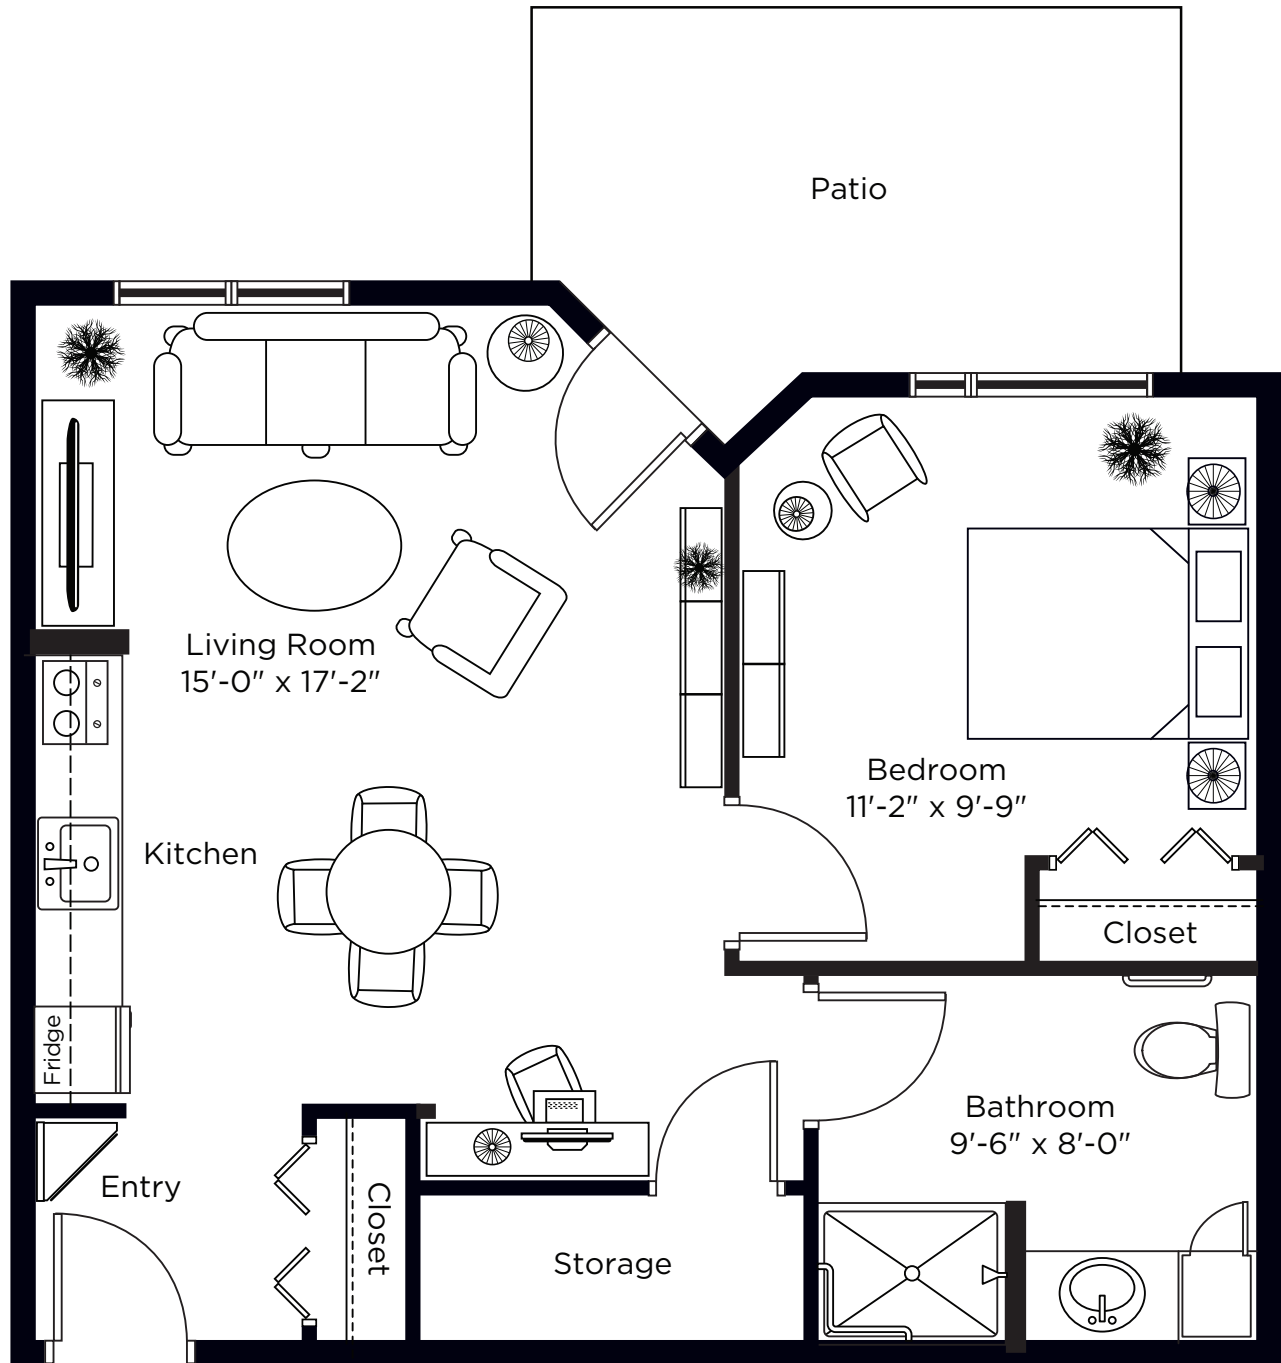 Patio
Living Room
15'-0" x 17'-2"
Bedroom
11'-2" x 9'-9"
Kitchen
Closet
Fridge
Bathroom
9'-6" x 8'-0"
Entry
Closet
Storage